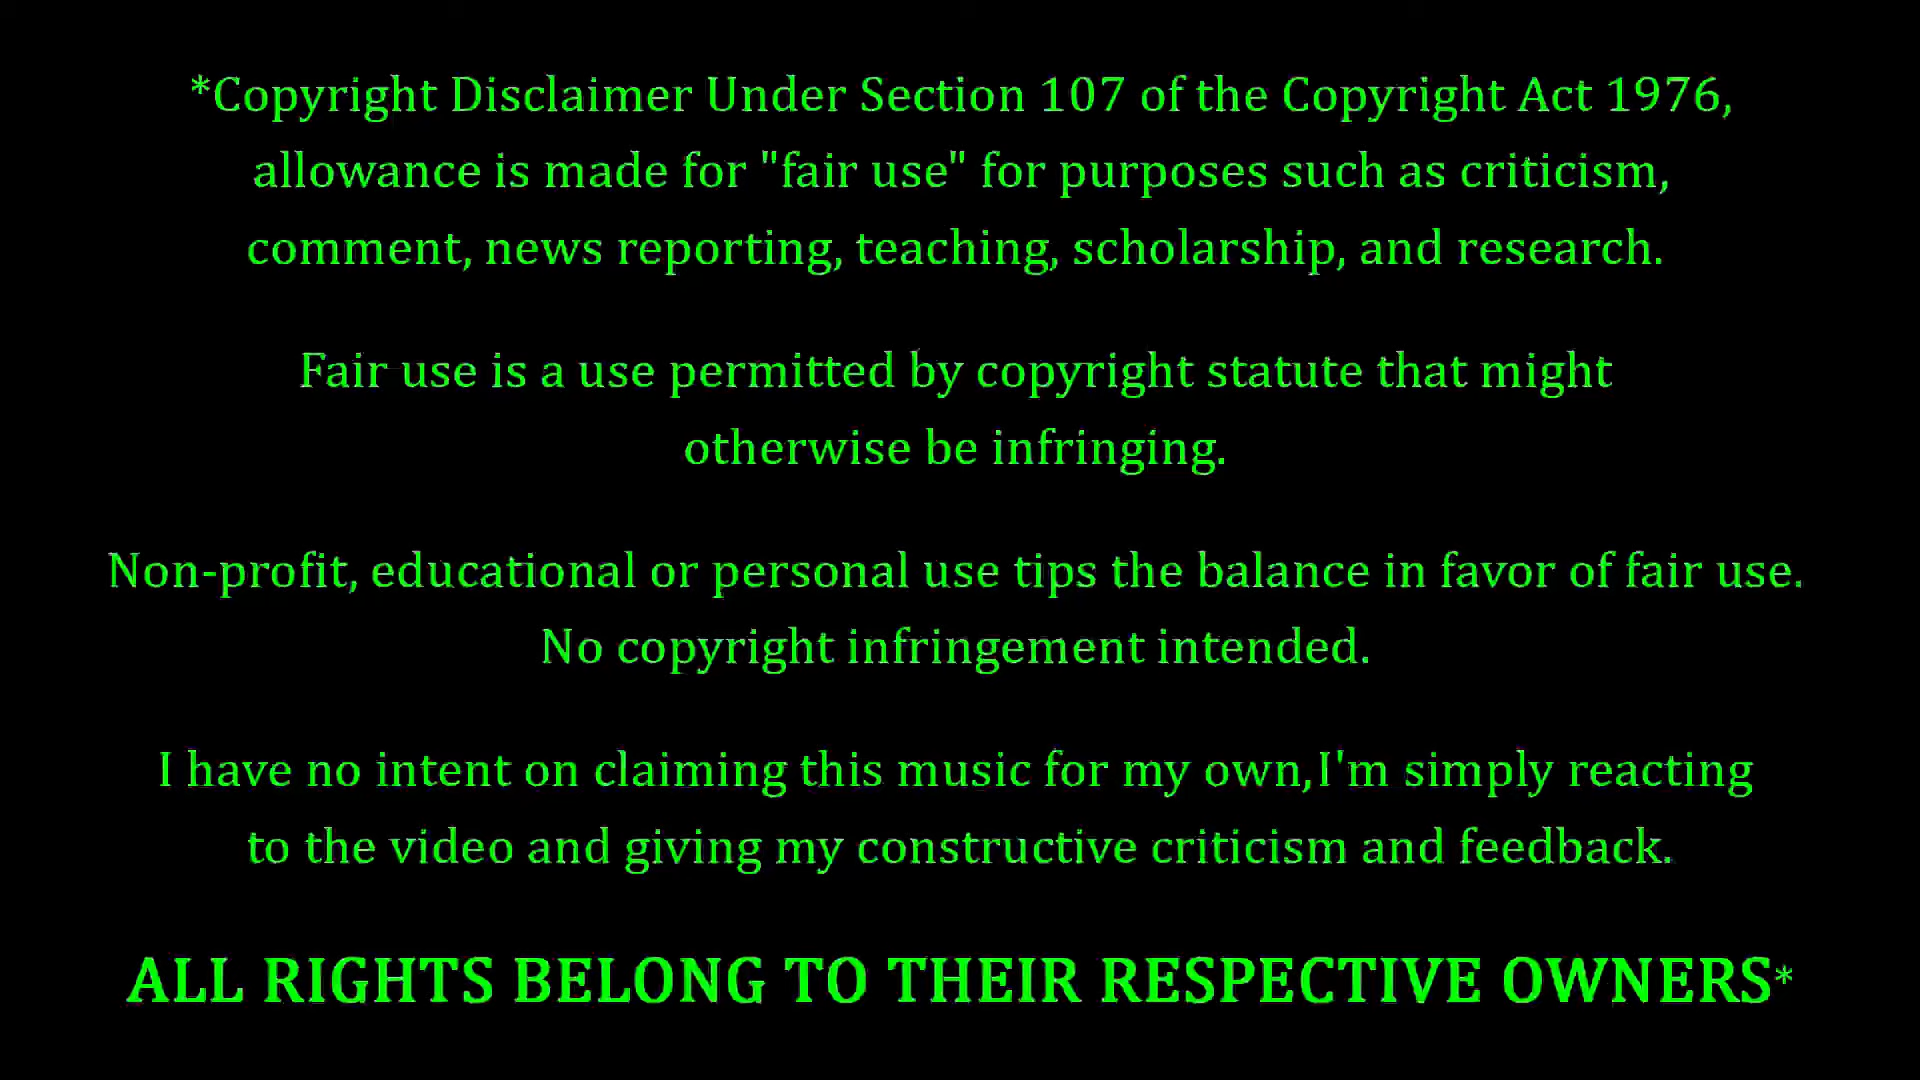 *Copyright Disclaimer Under Section 107 of the Copyright Act 1976,
allowance is made for "fair use" for purposes such as criticism,
comment, news reporting, teaching, scholarship, and research.
Fair use is a use permitted by copyright statute that might
otherwise be infringing.
Non-profit, educational or personal use tips the balance in favor of fair use.
No copyright infringement intended.
I have no intent on claiming this music for my own,I'm simply reacting
to the video and giving my constructive criticism and feedback.
ALL RIGHTS BELONG TO THEIR RESPECTIVE OWNERS*